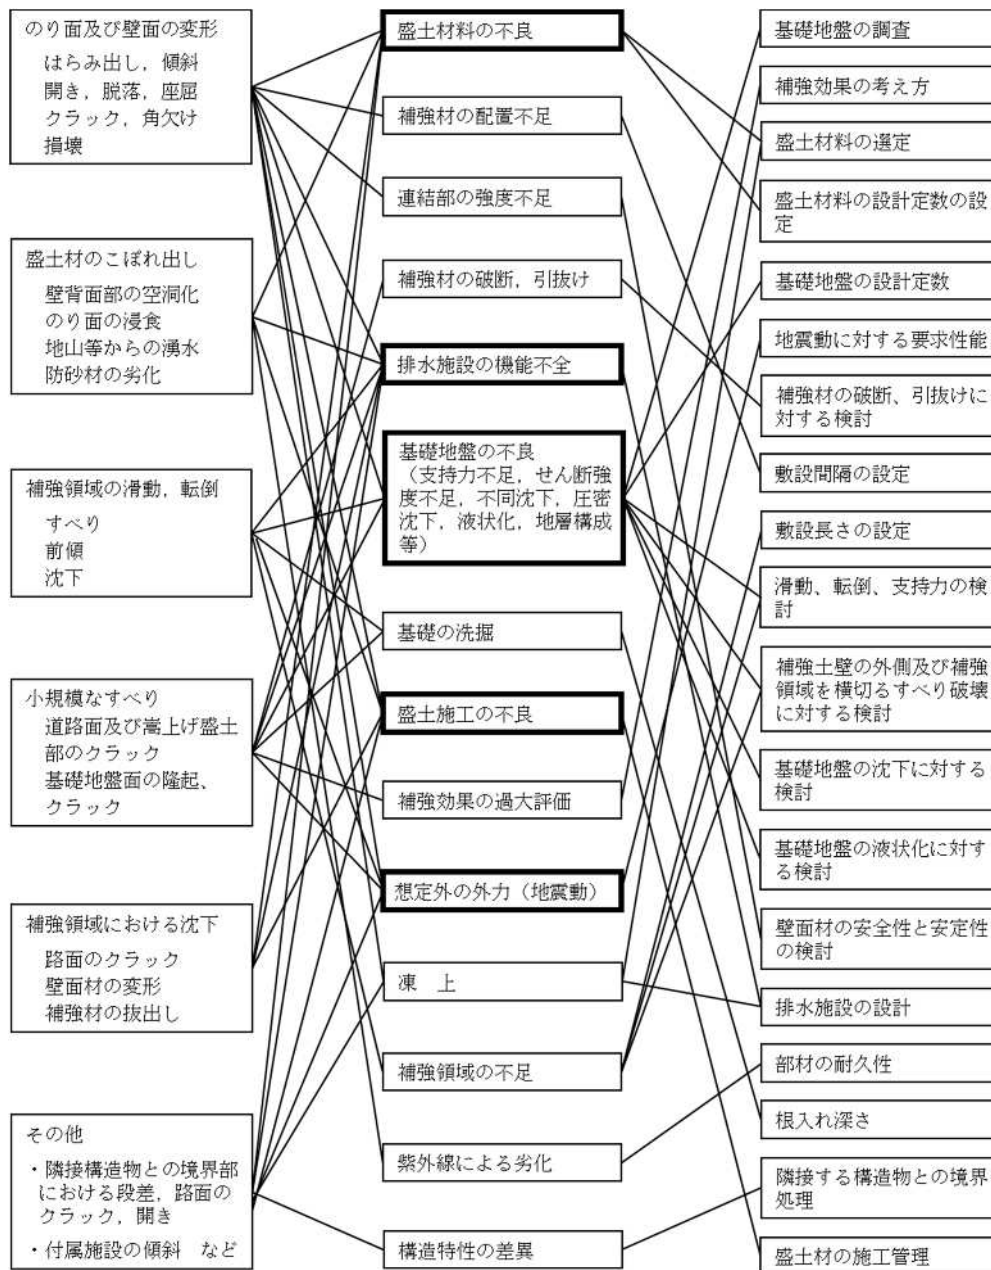 のり面及び壁面の変形
はらみ出し，傾斜
開き，脱落，座屈
クラック，角欠け
損壊
盛土材のこぼれ出し
壁背面部の空洞化
のり面の浸食
地山等からの湧水
防砂材の劣化
補強領域の滑動，転倒
すべり
前傾
沈下
小規模なすべり
道路面及び嵩上げ盛土
部のクラック
基礎地盤面の隆起、
クラック
補強領域における沈下
路面のクラック
壁面材の変形
補強材の抜出し
その他
・隣接構造物との境界部
における段差，路面の
クラック，開き
・付属施設の傾斜　など
盛土材料の不良
補強材の配置不足
連結部の強度不足
補強材の破断，引抜け
排水施設の機能不全
基礎地盤の不良
（支持力不足，せん断強
度不足，不同沈下，圧密
沈下，液状化，地層構成
等）
基礎の洗掘
盛土施工の不良
補強効果の過大評価
想定外の外力（地震動）
凍　上
補強領域の不足
紫外線による劣化
構造特性の差異
基礎地盤の調査
補強効果の考え方
盛土材料の選定
盛土材料の設計定数の設
定
基礎地盤の設計定数
地震動に対する要求性能
補強材の破断、引抜けに
対する検討
敷設間隔の設定
敷設長さの設定
滑動、転倒、支持力の検
討
補強土壁の外側及び補強
領域を横切るすべり破壊
に対する検討
基礎地盤の沈下に対する
検討
基礎地盤の液状化に対す
る検討
壁面材の安全性と安定性
の検討
排水施設の設計
部材の耐久性
根入れ深さ
隣接する構造物との境界
処理
盛土材の施工管理